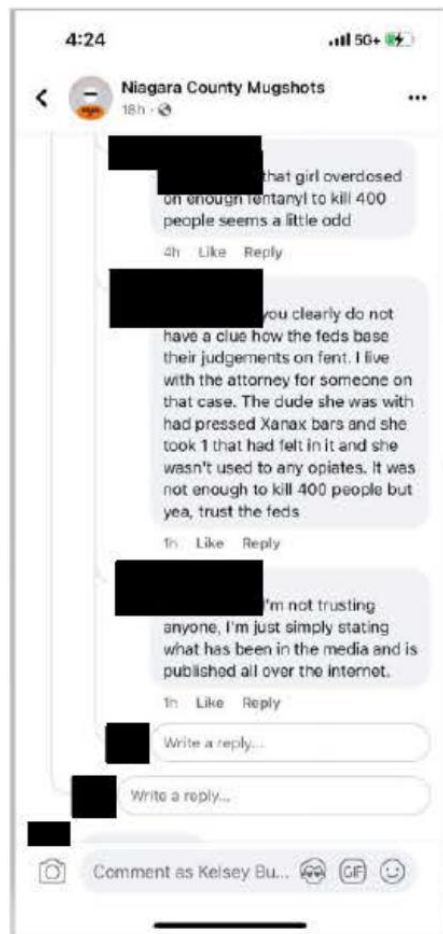 4:24
5G+
Niagara County Mugshots
18h
...
that girl overdosed
on enough fentanyl to kill 400
people seems a little odd
4h Like Reply
you clearly do not
have a clue how the feds base
their judgements on fent. I live
with the attorney for someone on
that case. The dude she was with
had pressed Xanax bars and she
took 1 that had felt in it and she
wasn't used to any opiates. It was
not enough to kill 400 people but
yea, trust the feds
1h Like Reply
I'm not trusting
anyone, I'm just simply stating
what has been in the media and is
published all over the internet.
1h Like Reply
Write a reply...
Write a reply...
Comment as Kelsey Bu...
GIF